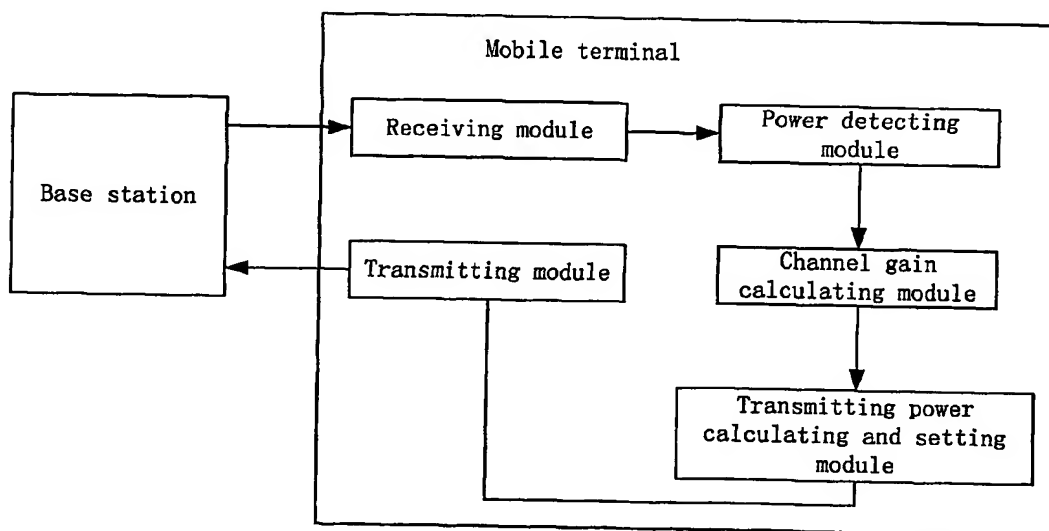 Mobile terminal
Base station
Receiving module
Power detecting
module
Transmitting module
Channel gain
calculating module
Transmitting power
calculating and setting
module